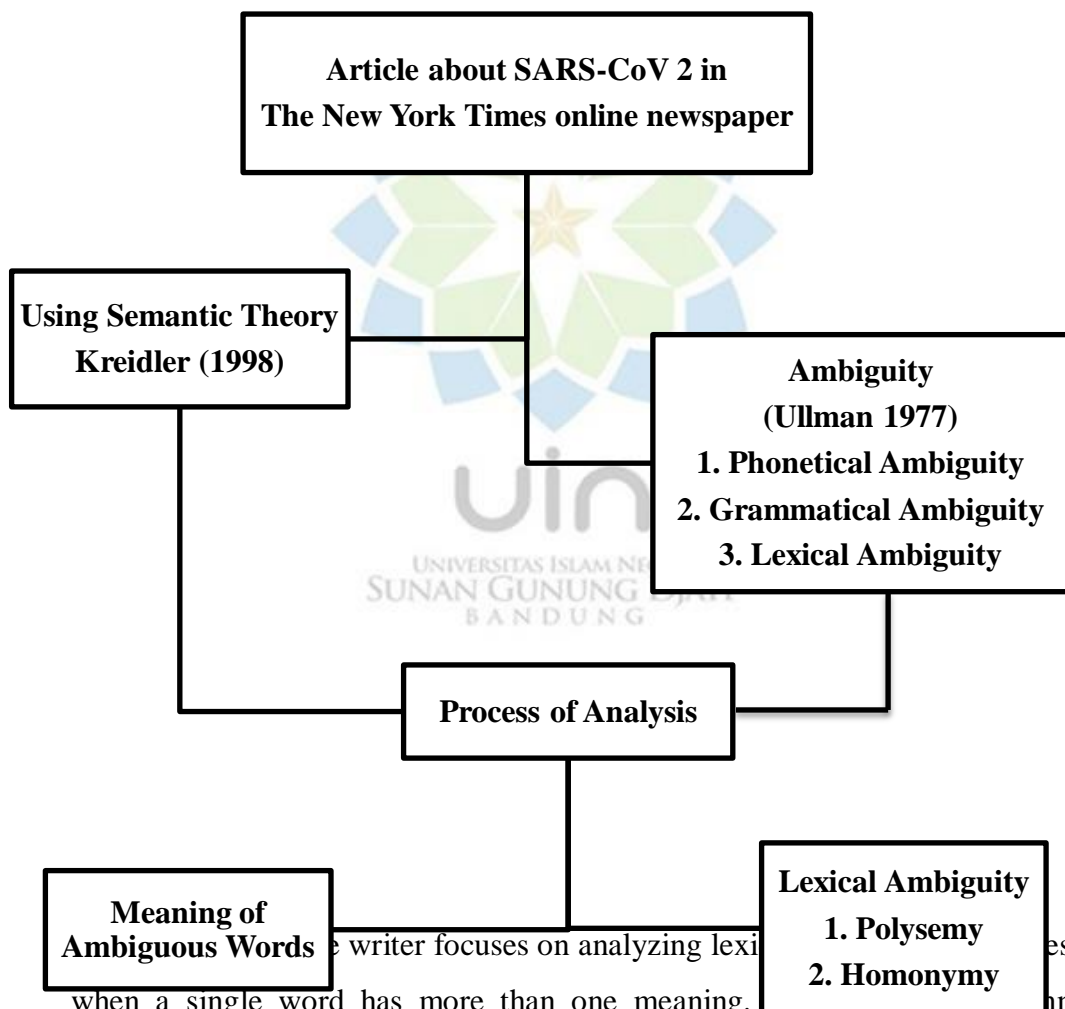 Article about SARS-CoV 2 in
The New York Times online newspaper
Using Semantic Theory
Kreidler (1998)
Ambiguity
(Ullman 1977)
1. Phonetical Ambiguity
2. Grammatical Ambiguity
3. Lexical Ambiguity
uin
UNIVERSITAS ISLAM
SUNAN GUNUNG
BANDUNG
Process of Analysis
Meaning of
Ambiguous Words
Lexical Ambiguity
1. Polysemy
2. Homonymy
writer focuses on analyzing
when a single word has more than one meaning.